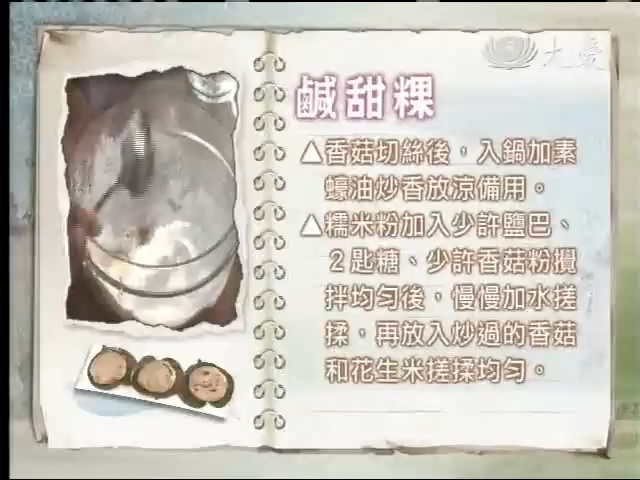 大愛
鹹甜粿
▲香菇切絲後，入鍋加素
蠔油炒香放涼備用。
▲糯米粉加入少許鹽巴、
2匙糖、少許香菇粉攪
拌均勻後，慢慢加水搓
揉，再放入炒過的香菇
和花生米搓揉均勻。